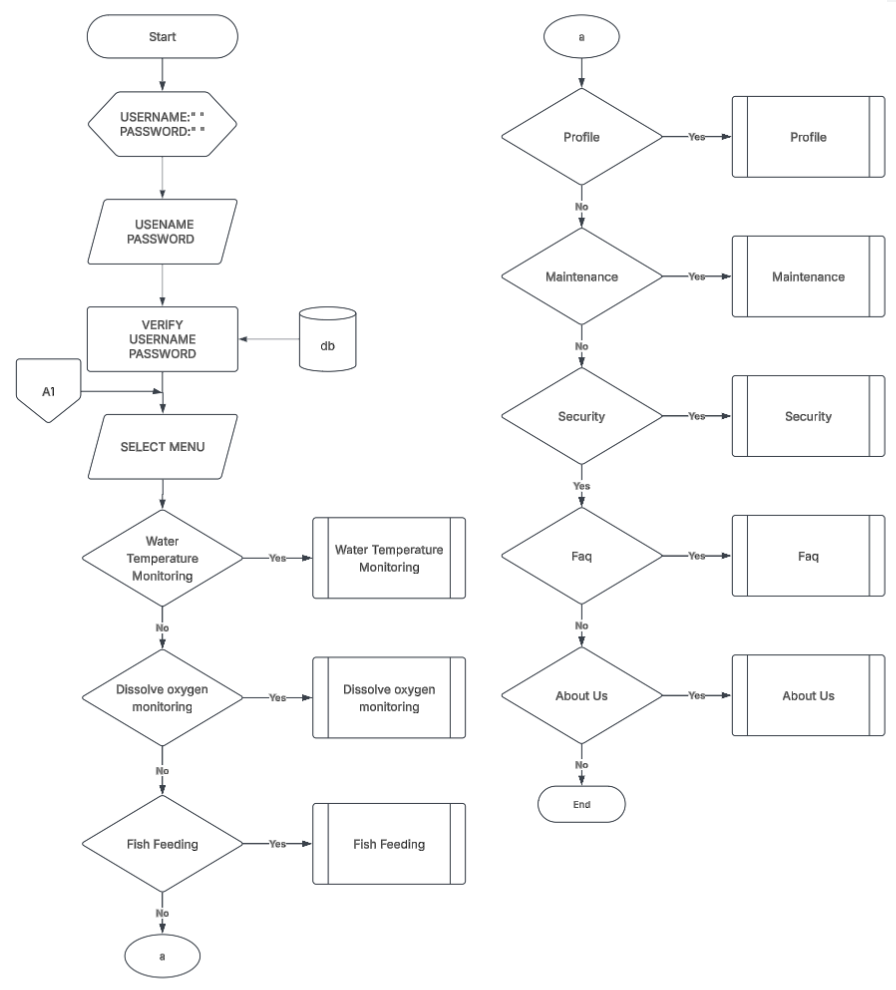 Start
USERNAME:" "
PASSWORD:" "
USENAME
PASSWORD
VERIFY
USERNAME
PASSWORD
db
A1
SELECT MENU
Water
Temperature
Monitoring
Yes
Water Temperature
Monitoring
No
Dissolve oxygen
monitoring
Yes
Dissolve oxygen
monitoring
No
Fish Feeding
Yes
Fish Feeding
No
a
a
Profile
Yes
Profile
No
Maintenance
Yes
Maintenance
No
Security
Yes
Security
Yes
Faq
Yes
Faq
No
About Us
Yes
About Us
No
End